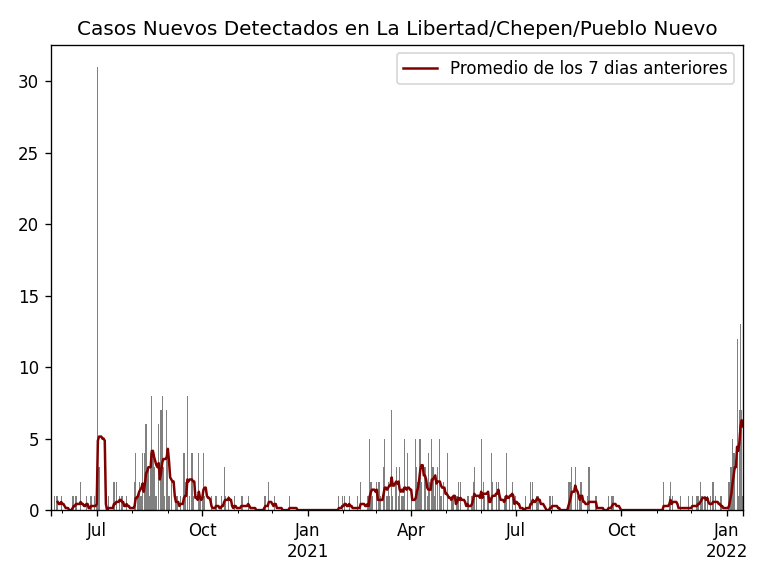 Casos Nuevos Detectados en La Libertad/Chepen/Pueblo Nuevo
Promedio de los 7 dias anteriores
30
25
20
15
10
5
0
Jul Oct Jan Apr Jul Oct Jan
2021 2022